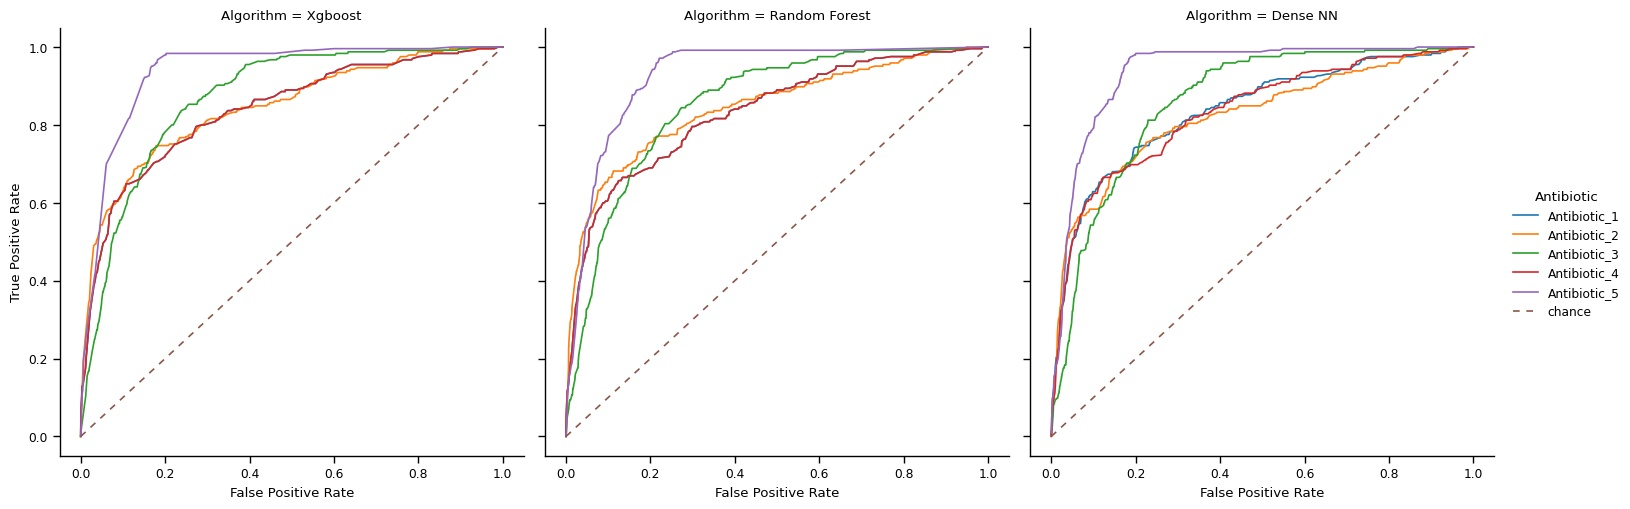 Algorithm = Xgboost
Algorithm = Random Forest
Algorithm = Dense NN
True Positive Rate
1.0
0.8
0.6
0.4
0.2
0.0
0.0 0.2 0.4 0.6 0.8 1.0
0.0 0.2 0.4 0.6 0.8 1.0
0.0 0.2 0.4 0.6 0.8 1.0
False Positive Rate
False Positive Rate
False Positive Rate
Antibiotic
Antibiotic_1
Antibiotic_2
Antibiotic_3
Antibiotic_4
Antibiotic_5
chance